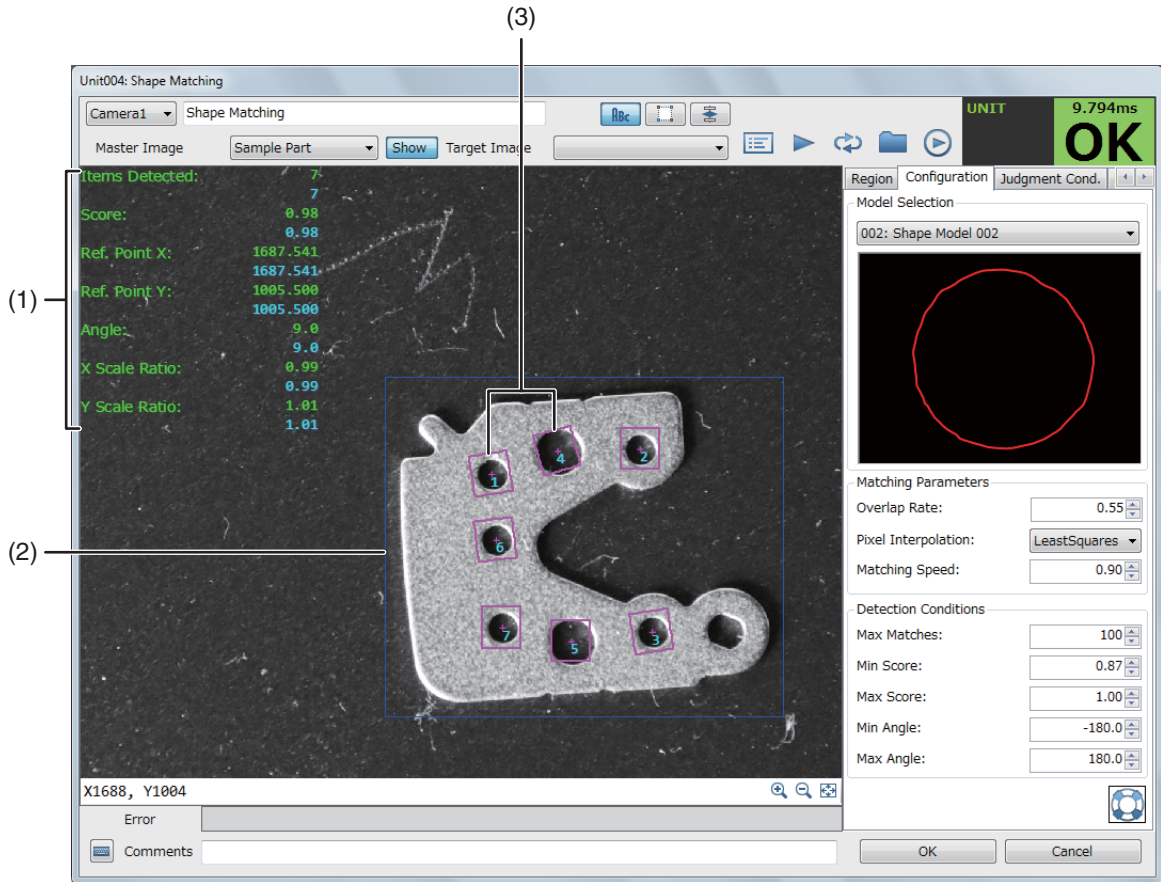 (3)
Unit004: Shape Matching
Camera1 Shape Matching ABC UNIT 9.794ms
OK
Master Image Sample Part Show Target Image
Region Configuration Judgment Cond.
Items Detected: 7
7
Score: 0.98
0.98
Ref. Point X: 1687.541
1687.541
Ref. Point Y: 1005.500
1005.500
Angle: 9.0
9.0
X Scale Ratio: 0.99
0.99
Y Scale Ratio: 1.01
1.01
(1)
(2)
1
4
2
6
7
5
3
Model Selection
002: Shape Model 002
Matching Parameters
Overlap Rate: 0.55
Pixel Interpolation: LeastSquares
Matching Speed: 0.90
Detection Conditions
Max Matches: 100
Min Score: 0.87
Max Score: 1.00
Min Angle: -180.0
Max Angle: 180.0
X1688, Y1004
Error
Comments
OK Cancel